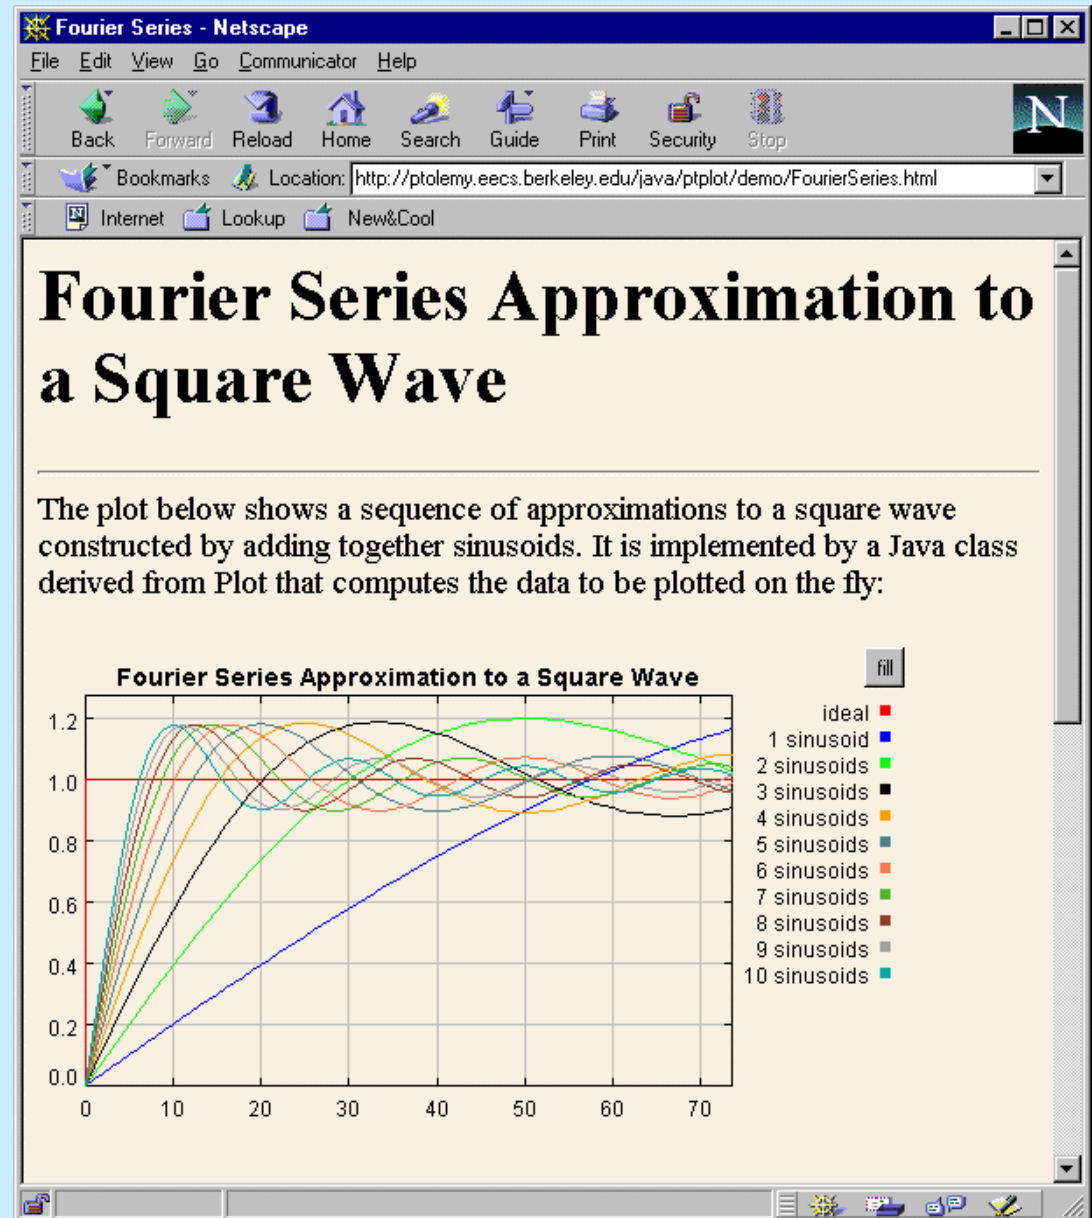 Fourier Series - Netscape
File Edit View Go Communicator Help
Back Forward Reload Home Search Guide Print Security Stop
N
Bookmarks Location: http://ptolemy.eecs.berkeley.edu/java/ptplot/demo/FourierSeries.html
Internet Lookup New&Cool
Fourier Series Approximation to
a Square Wave
The plot below shows a sequence of approximations to a square wave
constructed by adding together sinusoids. It is implemented by a Java class
derived from Plot that computes the data to be plotted on the fly:
fill
Fourier Series Approximation to a Square Wave
1.2
1.0
0.8
0.6
0.4
0.2
0.0
0 10 20 30 40 50 60 70
ideal
1 sinusoid
2 sinusoids
3 sinusoids
4 sinusoids
5 sinusoids
6 sinusoids
7 sinusoids
8 sinusoids
9 sinusoids
10 sinusoids